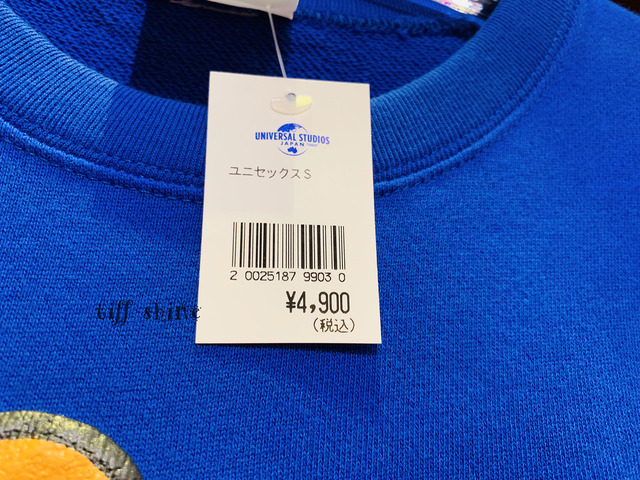 UNIVERSAL STUDIOS
JAPAN
ユニセックスS
2 0025187 9903 0
¥4,900
(税込)
tiff shine